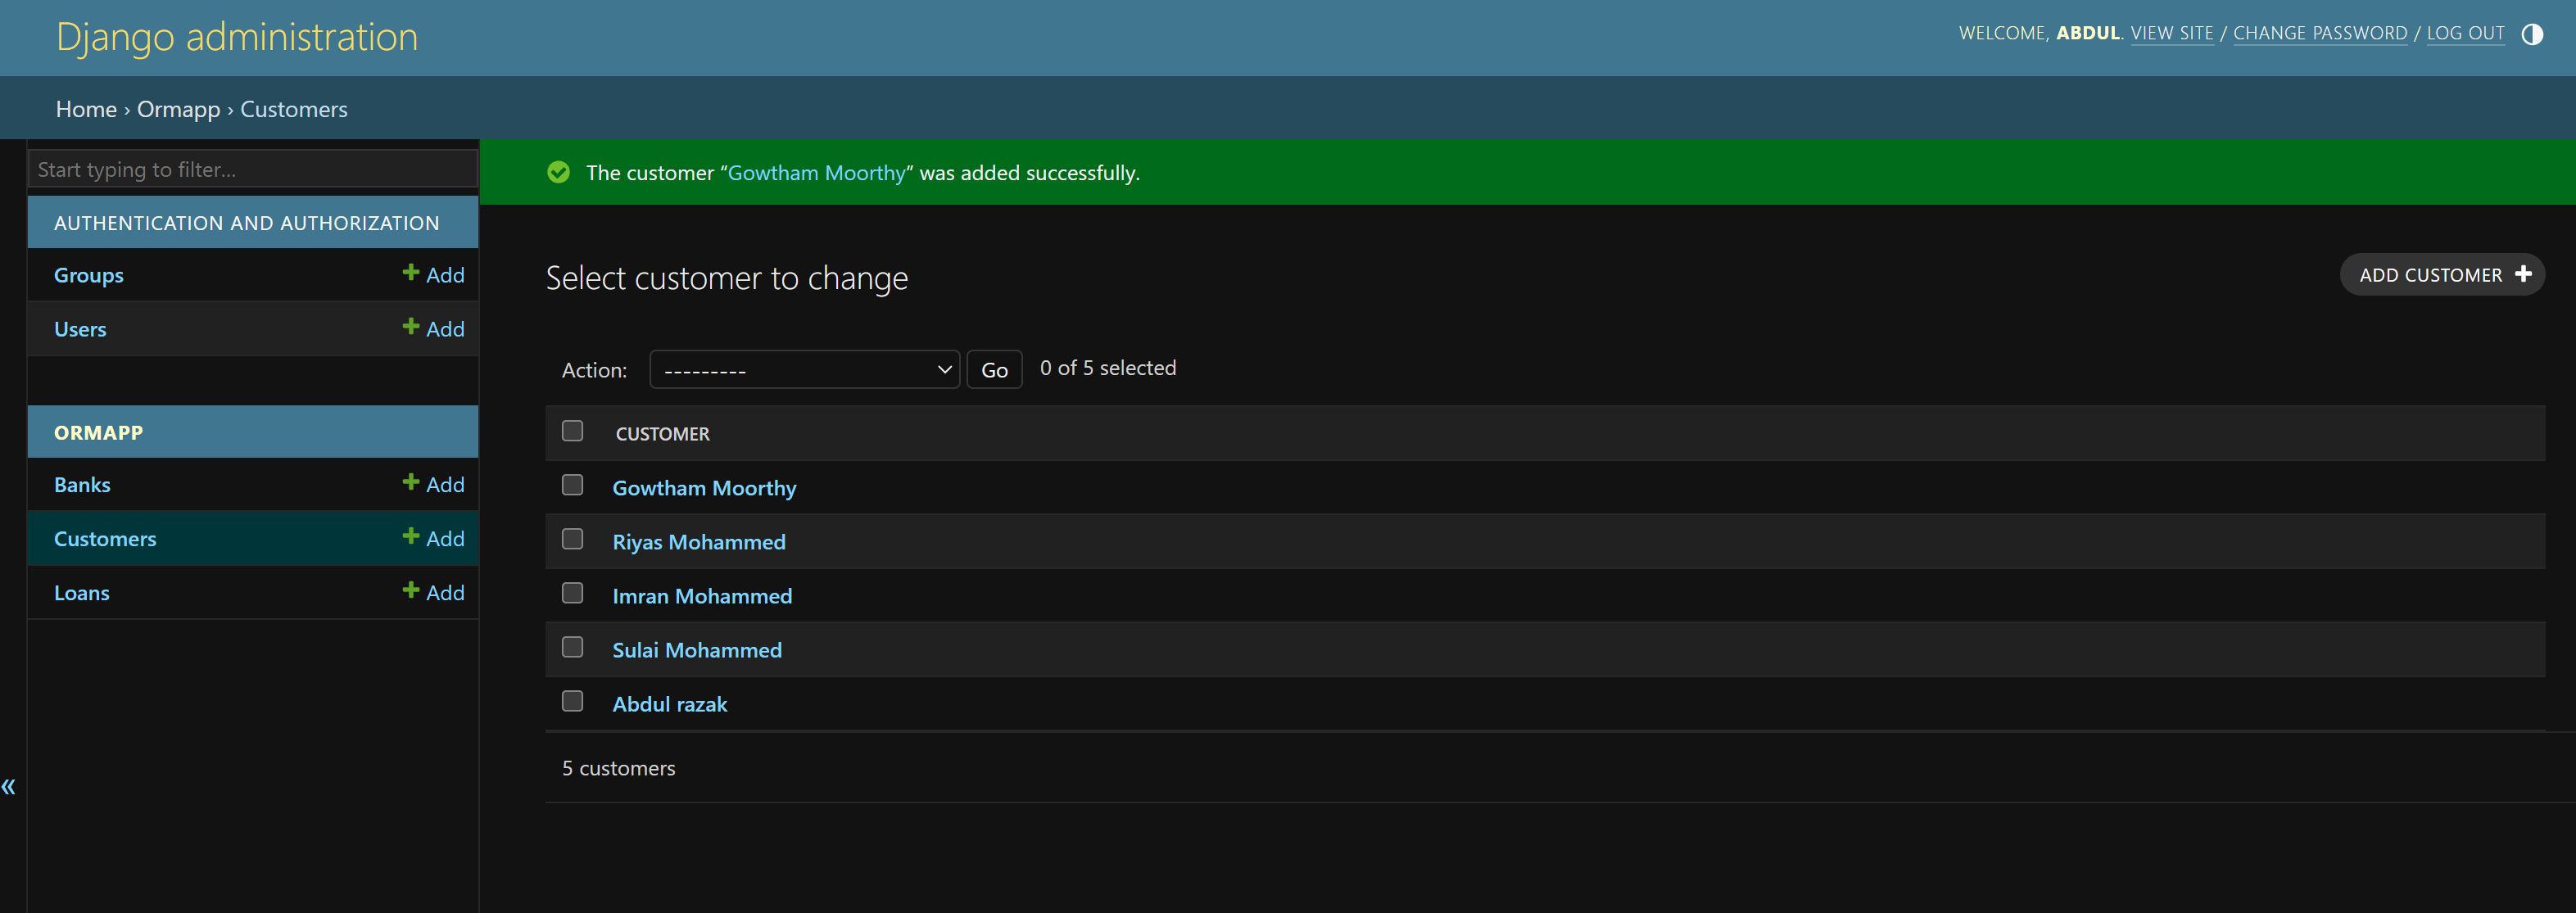 Django administration
WELCOME, ABDUL. VIEW SITE / CHANGE PASSWORD / LOG OUT
Home › Ormapp › Customers
Start typing to filter...
AUTHENTICATION AND AUTHORIZATION
Groups + Add
Users + Add
ORMAPP
Banks + Add
Customers + Add
Loans + Add
«
The customer “Gowtham Moorthy” was added successfully.
Select customer to change
ADD CUSTOMER +
Action: --------- Go 0 of 5 selected
CUSTOMER
Gowtham Moorthy
Riyas Mohammed
Imran Mohammed
Sulai Mohammed
Abdul razak
5 customers